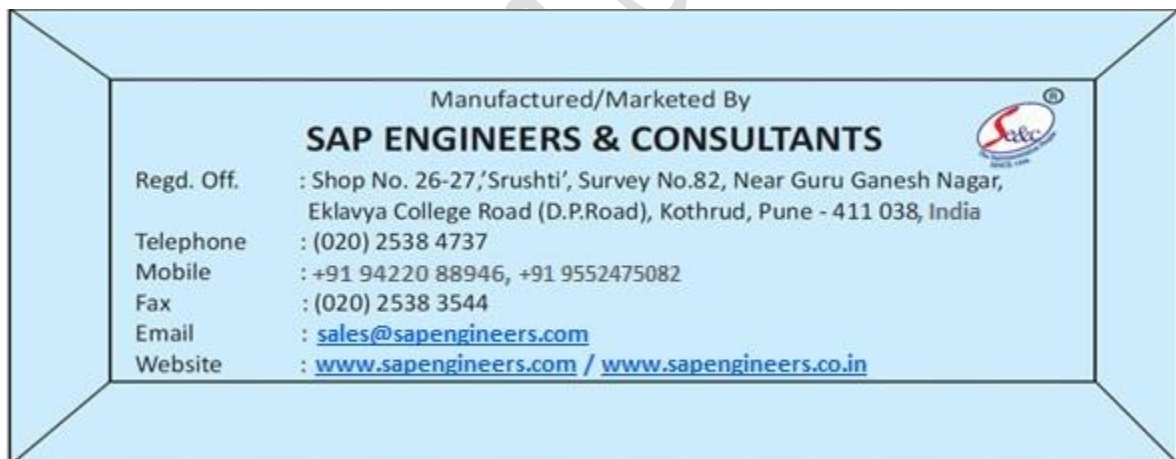 Manufactured/Marketed By
SAP ENGINEERS & CONSULTANTS
®
Se&c
SINCE
Regd. Off. : Shop No. 26-27,'Srushti', Survey No.82, Near Guru Ganesh Nagar,
Eklavya College Road (D.P.Road), Kothrud, Pune - 411 038, India
Telephone : (020) 2538 4737
Mobile : +91 94220 88946, +91 9552475082
Fax : (020) 2538 3544
Email : sales@sapengineers.com
Website : www.sapengineers.com / www.sapengineers.co.in